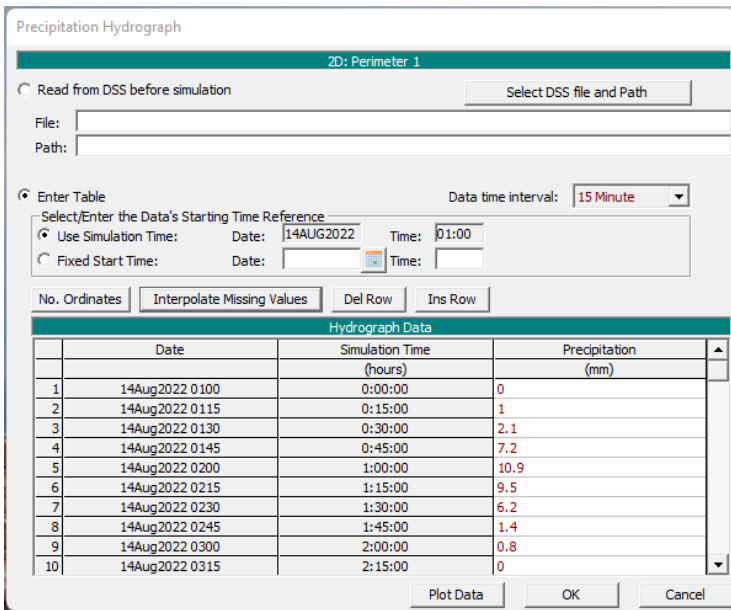 Precipitation Hydrograph
2D: Perimeter 1
Read from DSS before simulation Select DSS file and Path
File:
Path:
Enter Table Data time interval: 15 Minute
Select/Enter the Data's Starting Time Reference
Use Simulation Time: Date: 14AUG2022 Time: 01:00
Fixed Start Time: Date: Time:
No. Ordinates Interpolate Missing Values Del Row Ins Row
Hydrograph Data
Date Simulation Time Precipitation
(hours) (mm)
1 14Aug2022 0100 0:00:00 0
2 14Aug2022 0115 0:15:00 1
3 14Aug2022 0130 0:30:00 2.1
4 14Aug2022 0145 0:45:00 7.2
5 14Aug2022 0200 1:00:00 10.9
6 14Aug2022 0215 1:15:00 9.5
7 14Aug2022 0230 1:30:00 6.2
8 14Aug2022 0245 1:45:00 1.4
9 14Aug2022 0300 2:00:00 0.8
10 14Aug2022 0315 2:15:00 0
Plot Data OK Cancel